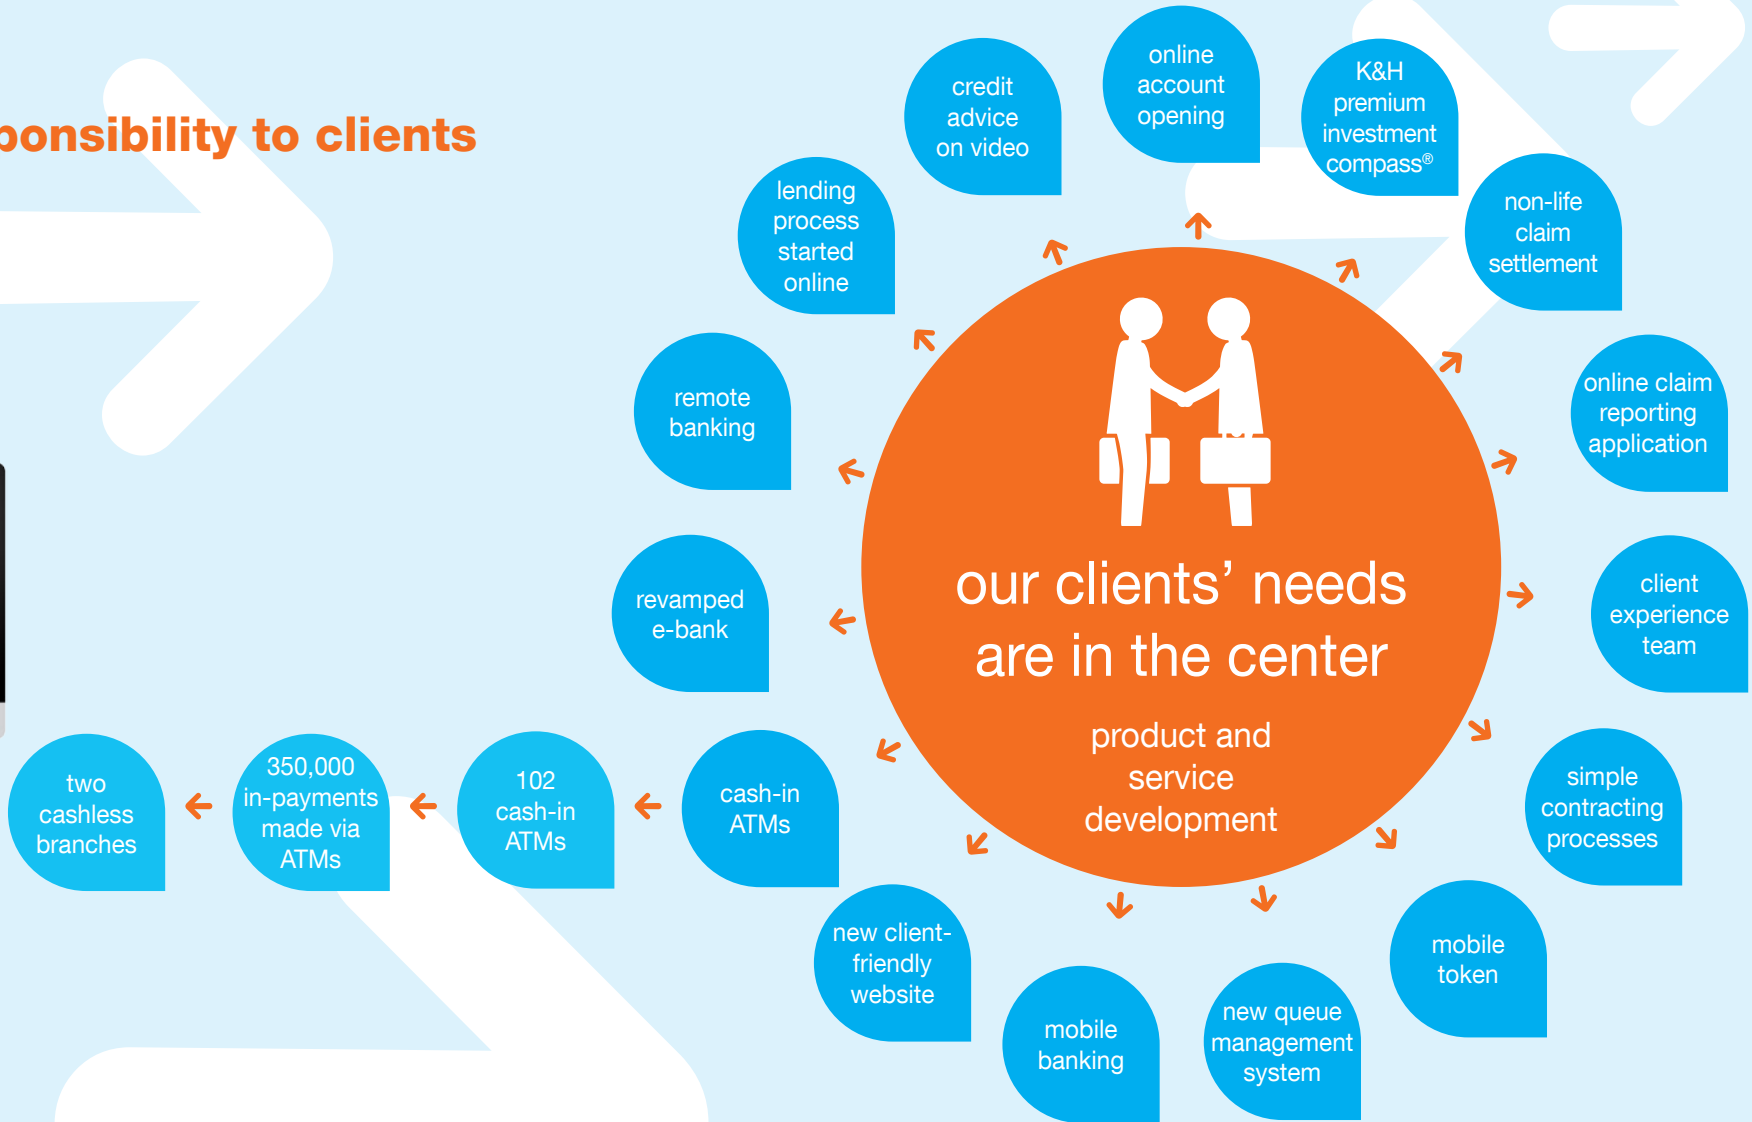 ponsibility to clients
online
account
opening
credit
advice
on video
K&H
premium
investment
compass®
lending
process
started
online
non-life
claim
settlement
remote
banking
online claim
reporting
application
revamped
e-bank
our clients’ needs
are in the center
product and
service
development
client
experience
team
two
cashless
branches
350,000
in-payments
made via
ATMs
102
cash-in
ATMs
cash-in
ATMs
simple
contracting
processes
new client-
friendly
website
mobile
banking
new queue
management
system
mobile
token